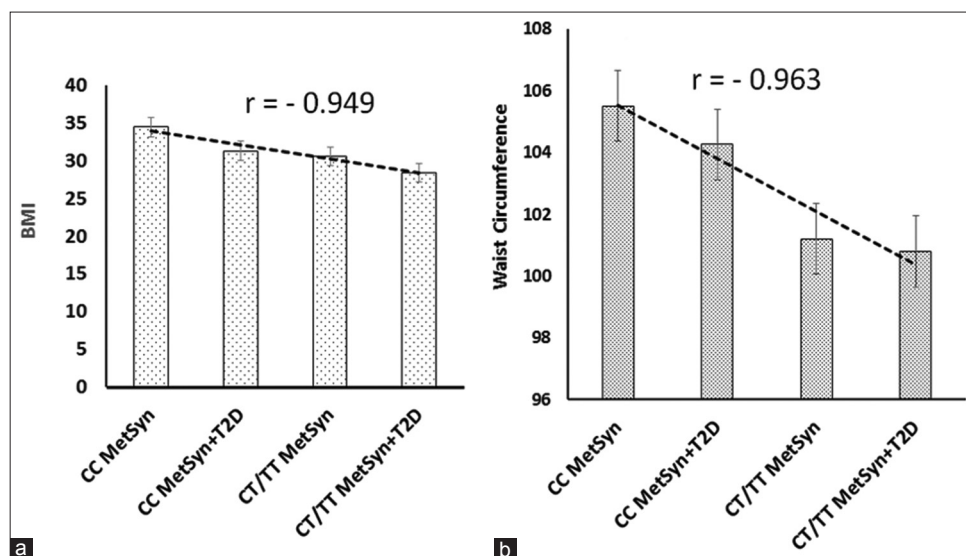 40
35
30
25
20
15
10
5
0
BMI
r = - 0.949
CC MetSyn
CC MetSyn+T2D
CT/TT MetSyn
CT/TT MetSyn+T2D
a
108
106
104
102
100
98
96
Waist Circumference
r = - 0.963
CC MetSyn
CC MetSyn+T2D
CT/TT MetSyn
CT/TT MetSyn+T2D
b